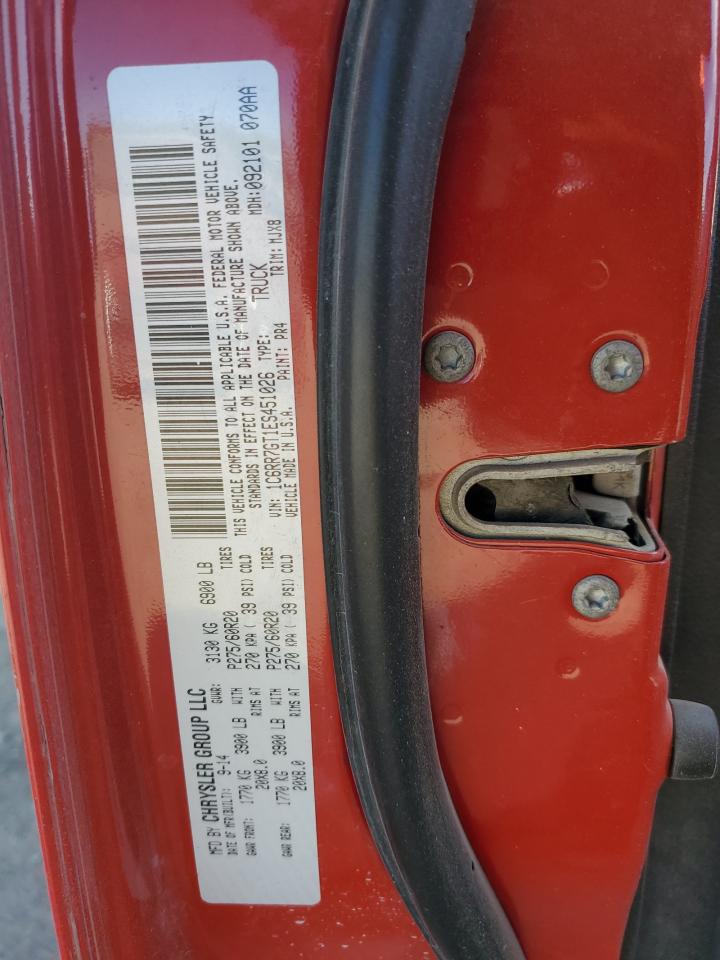 MFD BY CHRYSLER GROUP LLC
DATE OF MFR(BUILT): 9-14 GVWR: 3130 KG 6900 LB
GAWR FRONT: 1770 KG 3900 LB WITH P275/60R20 TIRES
20X8.0 RIMS AT 270 KPA ( 39 PSI) COLD
GAWR REAR: 1770 KG 3900 LB WITH P275/60R20 TIRES
20X8.0 RIMS AT 270 KPA ( 39 PSI) COLD
THIS VEHICLE CONFORMS TO ALL APPLICABLE U.S.A. FEDERAL MOTOR VEHICLE SAFETY
STANDARDS IN EFFECT ON THE DATE OF MANUFACTURE SHOWN ABOVE.
VIN: 1C6RR7GT1ES451026 TYPE: TRUCK MDH:092101 070AA
VEHICLE MADE IN U.S.A. PAINT: PR4 TRIM: MJX8